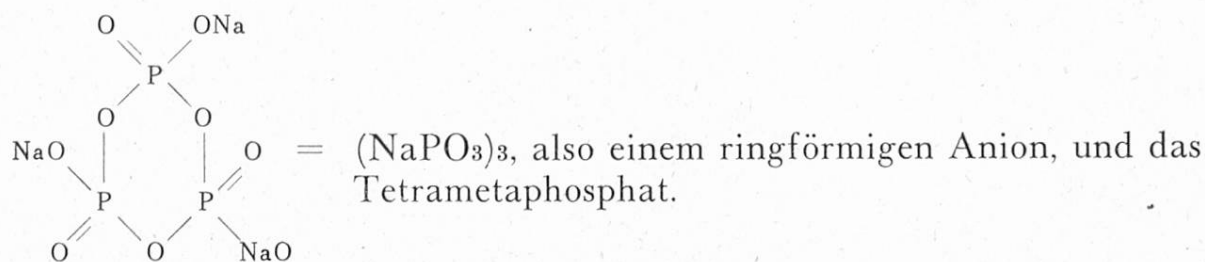 O ONa
P
O O
NaO O = (NaPO₃)₃, also einem ringförmigen Anion, und das
P P Tetrametaphosphat.
O O NaO